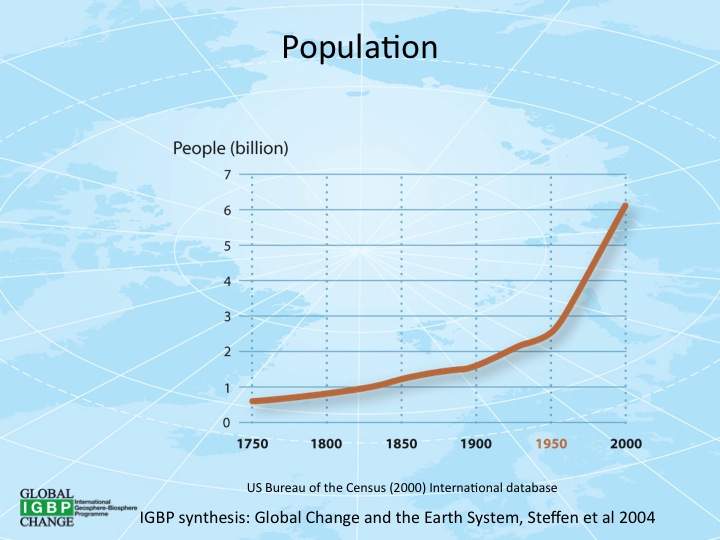 Population
People (billion)
7
6
5
4
3
2
1
0
1750 1800 1850 1900 1950 2000
US Bureau of the Census (2000) International database
GLOBAL
IGBP International Geosphere-Biosphere Programme
CHANGE
IGBP synthesis: Global Change and the Earth System, Steffen et al 2004